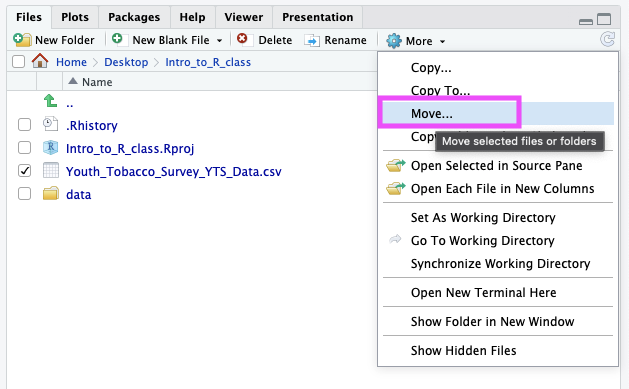 Files Plots Packages Help Viewer Presentation
New Folder New Blank File Delete Rename More
Home Desktop Intro_to_R_class
Name
..
.Rhistory
Intro_to_R_class.Rproj
Youth_Tobacco_Survey_YTS_Data.csv
data
Copy...
Copy To...
Move...
Move selected files or folders
Open Selected in Source Pane
Open Each File in New Columns
Set As Working Directory
Go To Working Directory
Synchronize Working Directory
Open New Terminal Here
Show Folder in New Window
Show Hidden Files